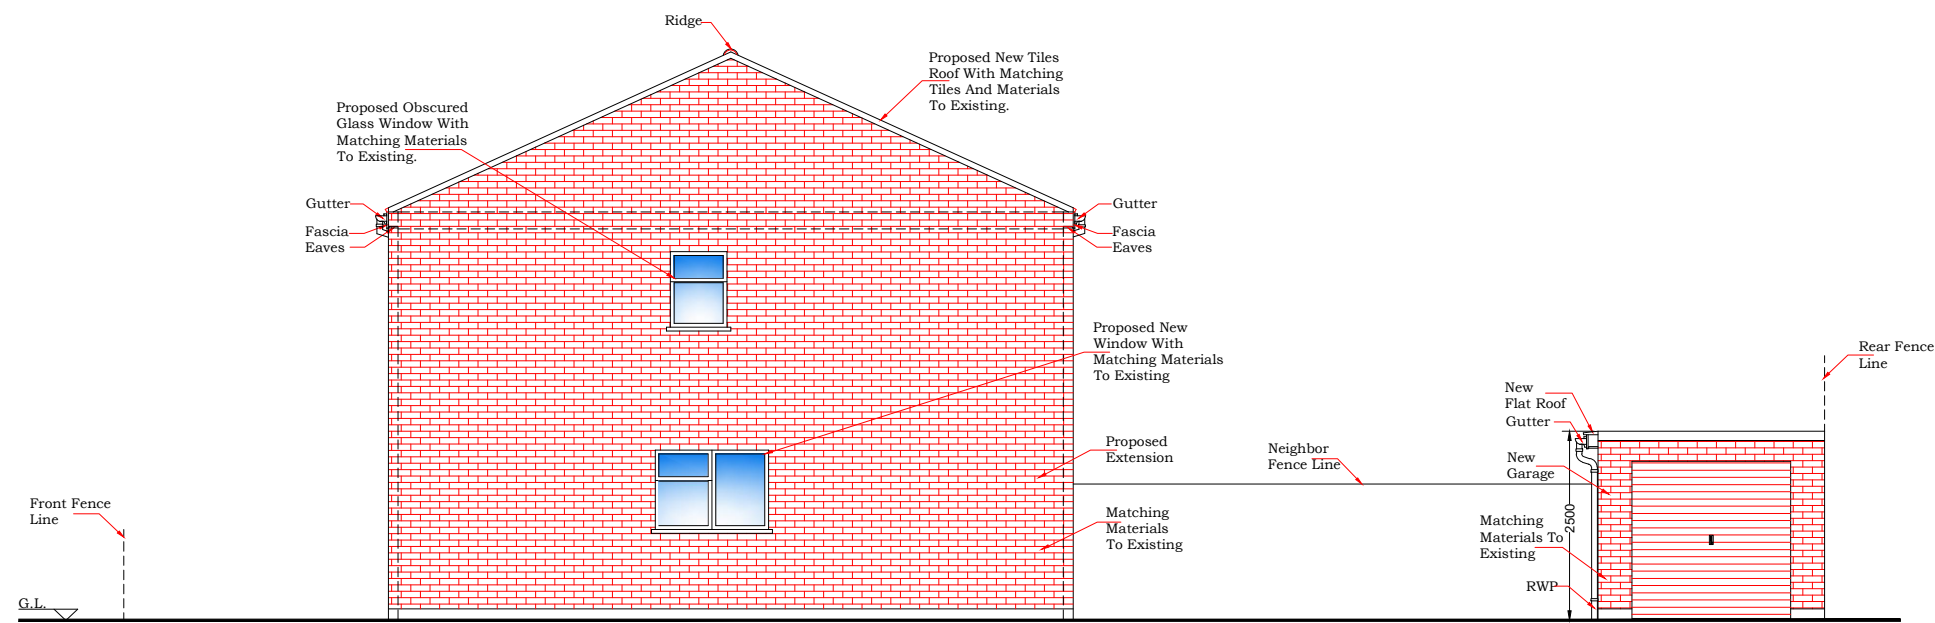 Ridge
Proposed New Tiles
Roof With Matching
Tiles And Materials
To Existing.
Proposed Obscured
Glass Window With
Matching Materials
To Existing.
Gutter
Fascia
Eaves
Gutter
Fascia
Eaves
Proposed New
Window With
Matching Materials
To Existing
Rear Fence
Line
New
Flat Roof
Gutter
Proposed
Extension
Neighbor
Fence Line
New
Garage
Front Fence
Line
Matching
Materials
To Existing
2500
Matching
Materials To
Existing
RWP
G.L.